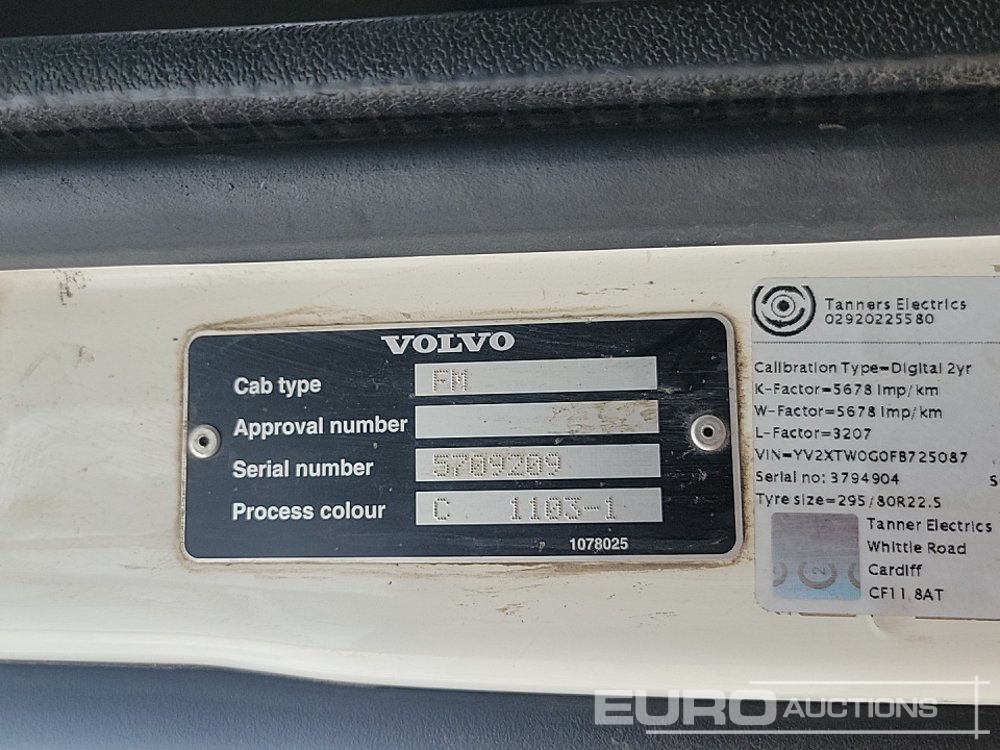 VOLVO
Cab type FM
Approval number
Serial number 5709209
Process colour C 1103-1
1078025
Tanners Electrics
02920225580
Calibration Type=Digital 2yr
K-Factor=5678 Imp/km
W-Factor=5678 Imp/km
L-Factor=3207
VIN=YV2XTW0G0FB725087
Serial no: 3794904
Tyre size=295/80R22.5
Tanner Electrics
Whittle Road
Cardiff
CF11 8AT
EURO AUCTIONS